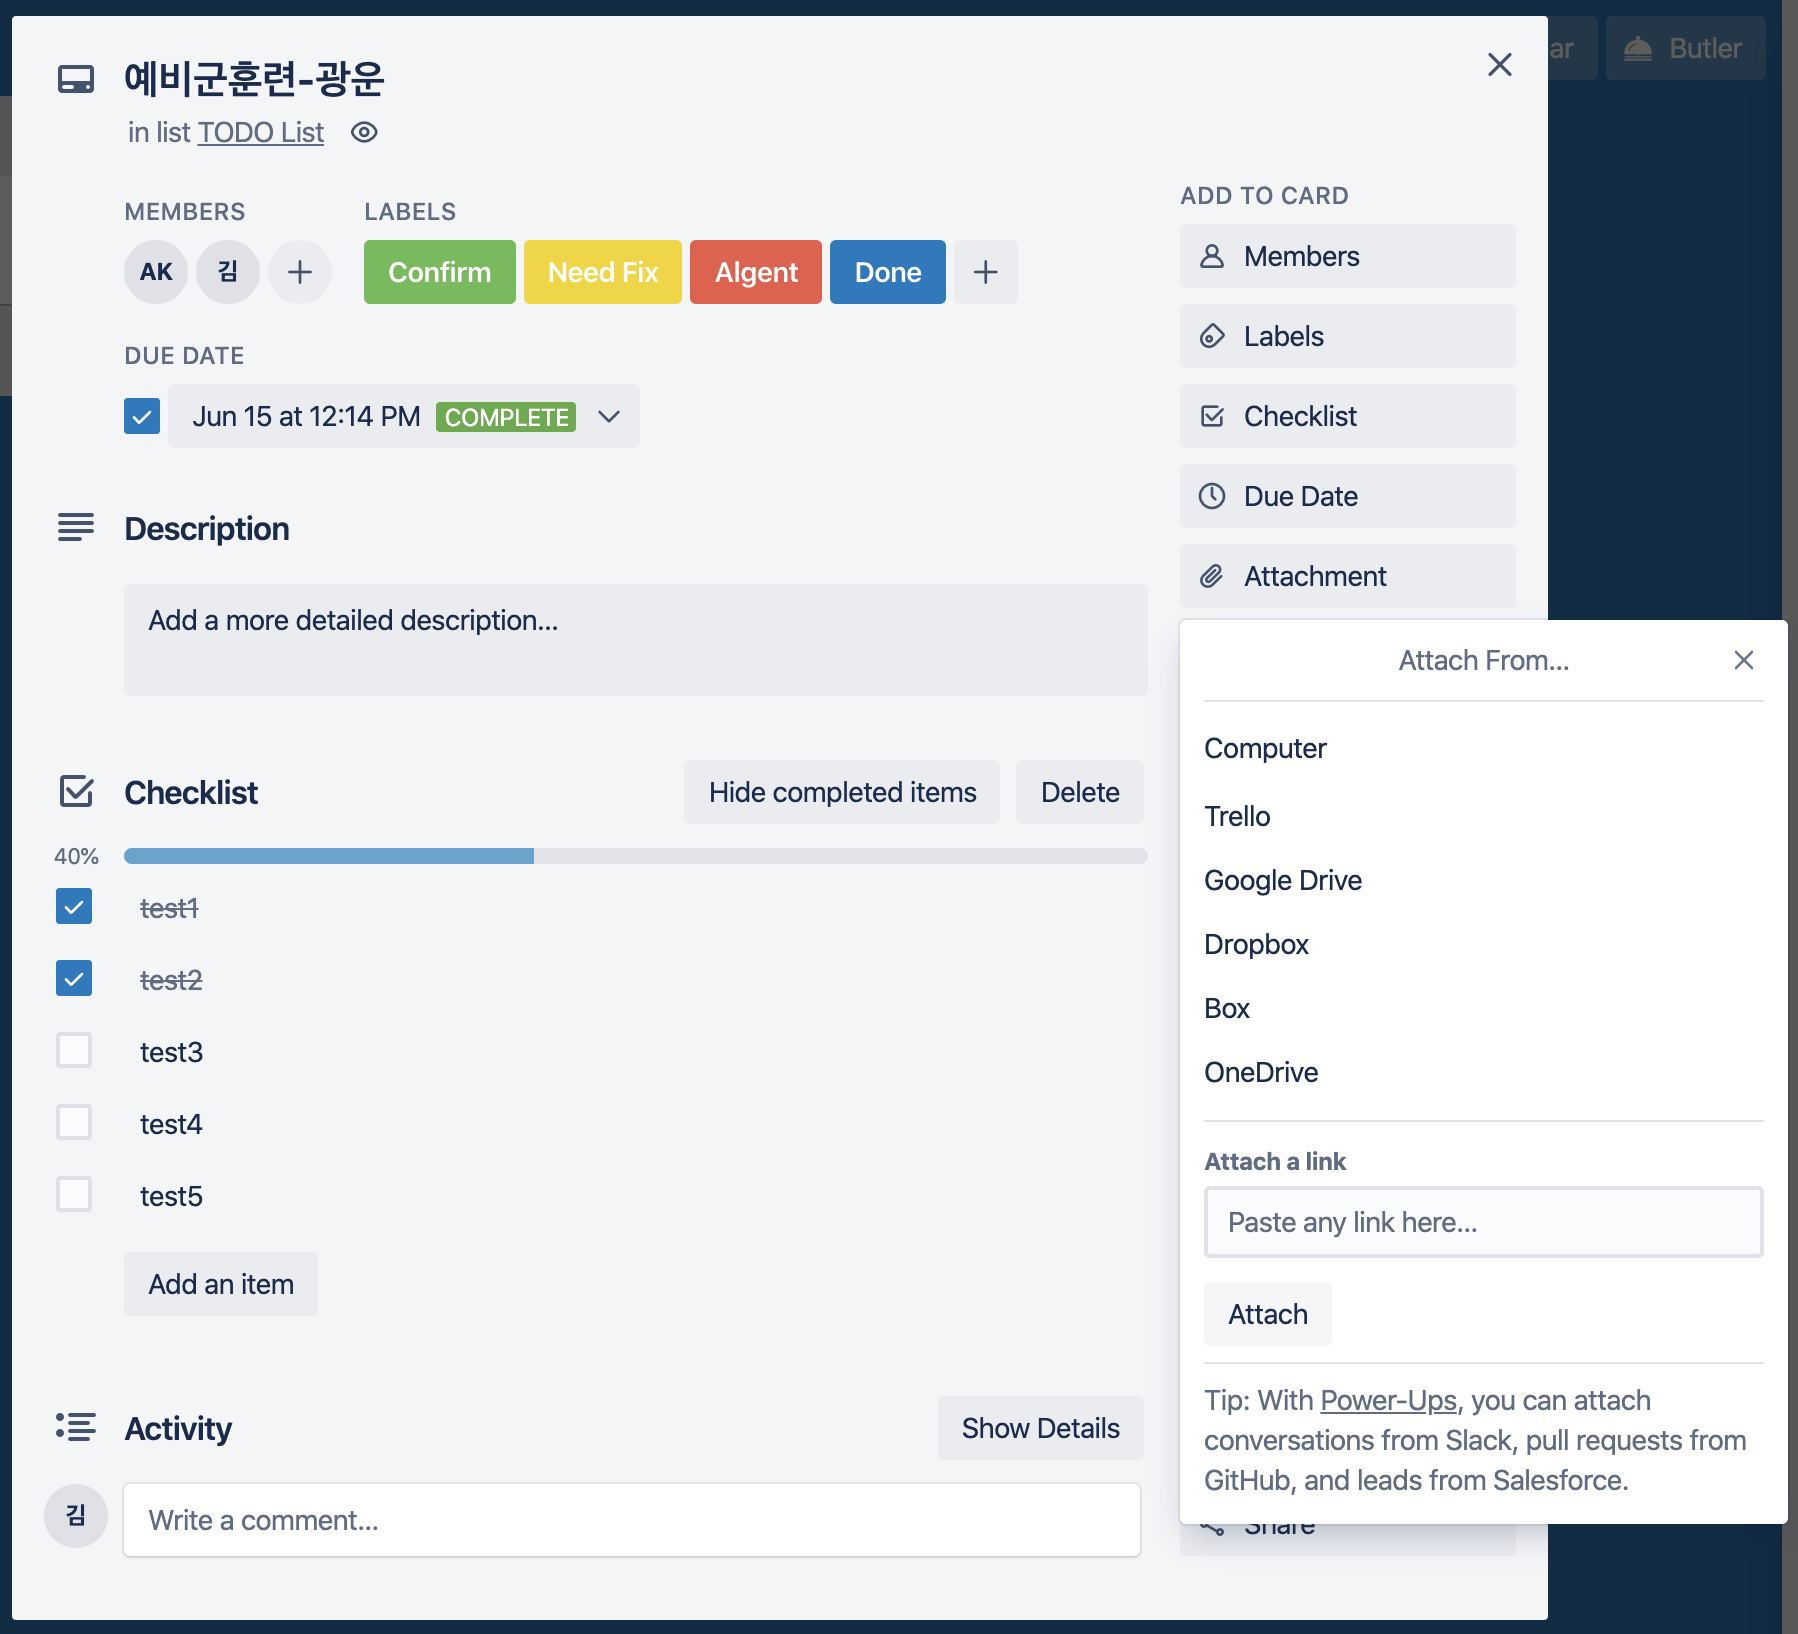 예비군훈련-광운
in list TODO List
MEMBERS
AK 김
LABELS
Confirm Need Fix Algent Done
DUE DATE
Jun 15 at 12:14 PM COMPLETE
Description
Add a more detailed description...
Checklist
Hide completed items Delete
40%
test1
test2
test3
test4
test5
Add an item
Activity
Show Details
김
Write a comment...
ADD TO CARD
Members
Labels
Checklist
Due Date
Attachment
Attach From...
Computer
Trello
Google Drive
Dropbox
Box
OneDrive
Attach a link
Paste any link here...
Attach
Tip: With Power-Ups, you can attach
conversations from Slack, pull requests from
GitHub, and leads from Salesforce.
Share
ar
Butler